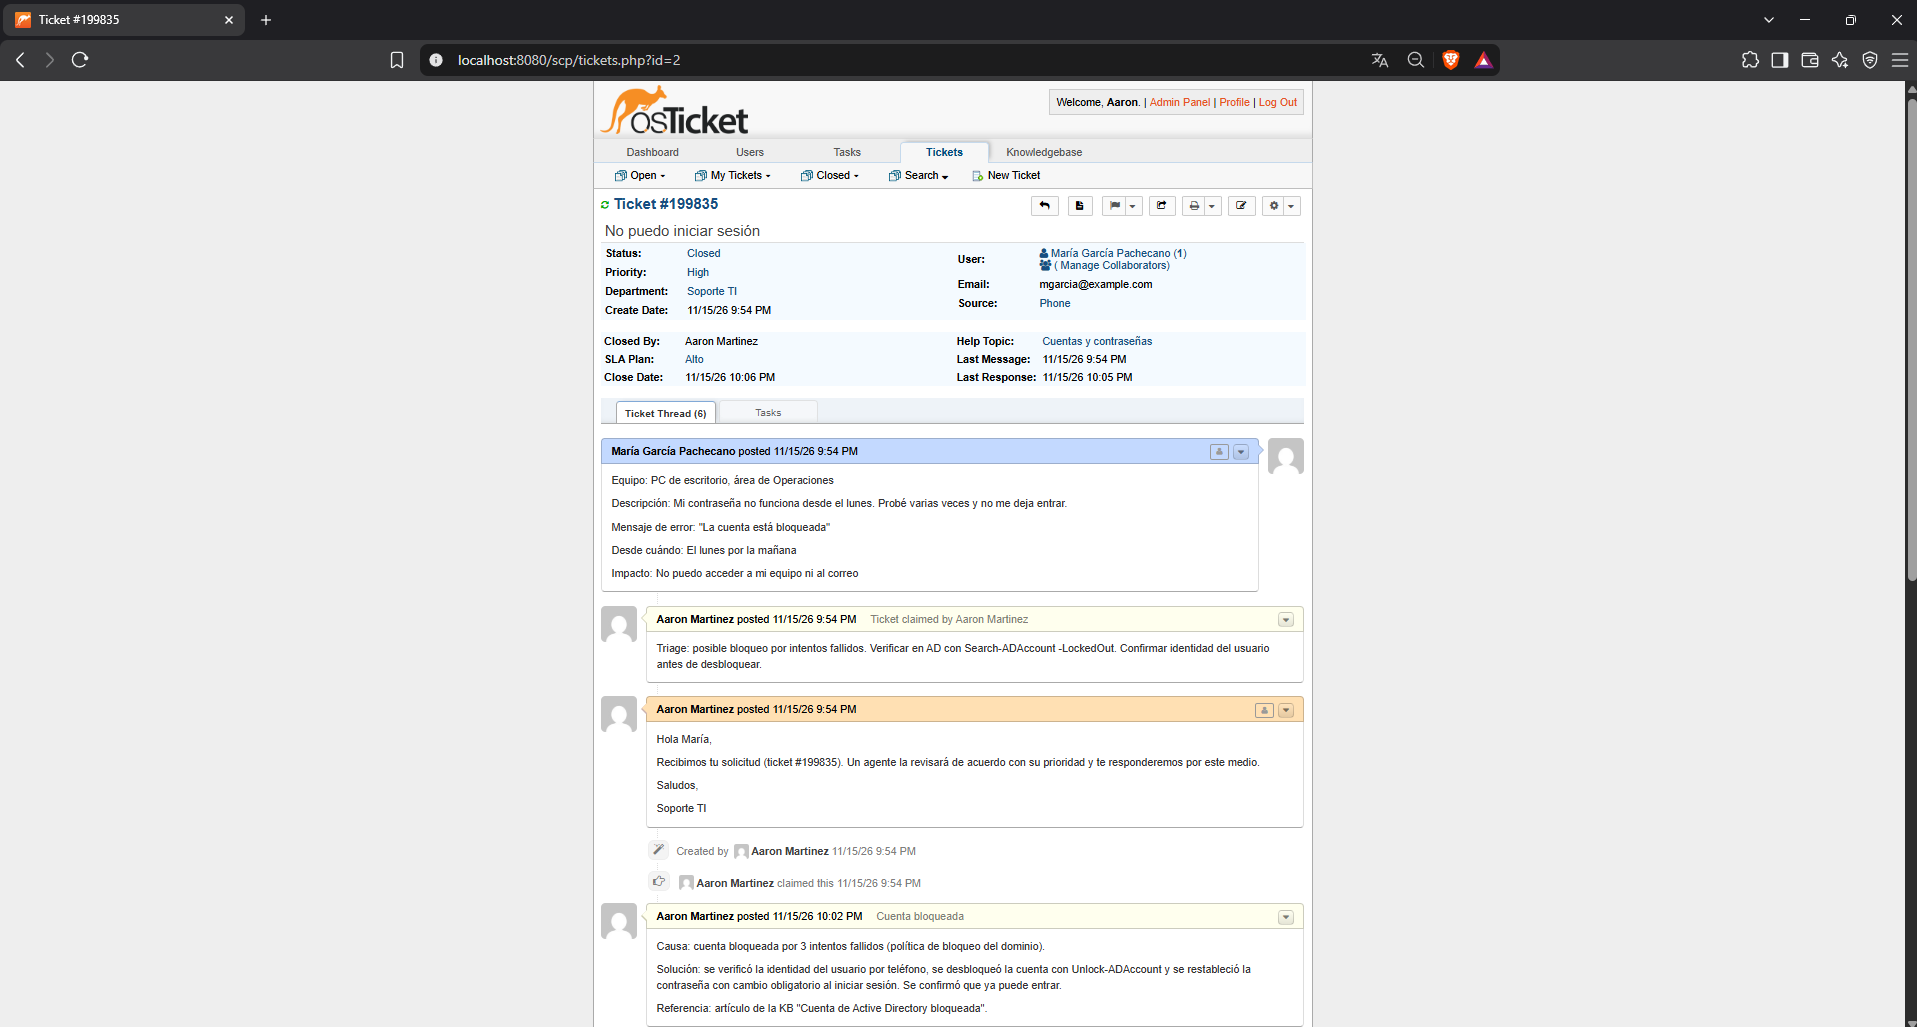 Ticket #199835
localhost:8080/scp/tickets.php?id=2
osTicket
Welcome, Aaron. | Admin Panel | Profile | Log Out
Dashboard Users Tasks Tickets Knowledgebase
Open My Tickets Closed Search New Ticket
Ticket #199835
No puedo iniciar sesión
Status: Closed
Priority: High
Department: Soporte TI
Create Date: 11/15/26 9:54 PM
User: María García Pachecano (1)
( Manage Collaborators)
Email: mgarcia@example.com
Source: Phone
Closed By: Aaron Martinez
SLA Plan: Alto
Close Date: 11/15/26 10:06 PM
Help Topic: Cuentas y contraseñas
Last Message: 11/15/26 9:54 PM
Last Response: 11/15/26 10:05 PM
Ticket Thread (6) Tasks
María García Pachecano posted 11/15/26 9:54 PM
Equipo: PC de escritorio, área de Operaciones
Descripción: Mi contraseña no funciona desde el lunes. Probé varias veces y no me deja entrar.
Mensaje de error: "La cuenta está bloqueada"
Desde cuándo: El lunes por la mañana
Impacto: No puedo acceder a mi equipo ni al correo
Aaron Martinez posted 11/15/26 9:54 PM Ticket claimed by Aaron Martinez
Triage: posible bloqueo por intentos fallidos. Verificar en AD con Search-ADAccount -LockedOut. Confirmar identidad del usuario
antes de desbloquear.
Aaron Martinez posted 11/15/26 9:54 PM
Hola María,
Recibimos tu solicitud (ticket #199835). Un agente la revisará de acuerdo con su prioridad y te responderemos por este medio.
Saludos,
Soporte TI
Created by Aaron Martinez 11/15/26 9:54 PM
Aaron Martinez claimed this 11/15/26 9:54 PM
Aaron Martinez posted 11/15/26 10:02 PM Cuenta bloqueada
Causa: cuenta bloqueada por 3 intentos fallidos (política de bloqueo del dominio).
Solución: se verificó la identidad del usuario por teléfono, se desbloqueó la cuenta con Unlock-ADAccount y se restableció la
contraseña con cambio obligatorio al iniciar sesión. Se confirmó que ya puede entrar.
Referencia: artículo de la KB "Cuenta de Active Directory bloqueada".